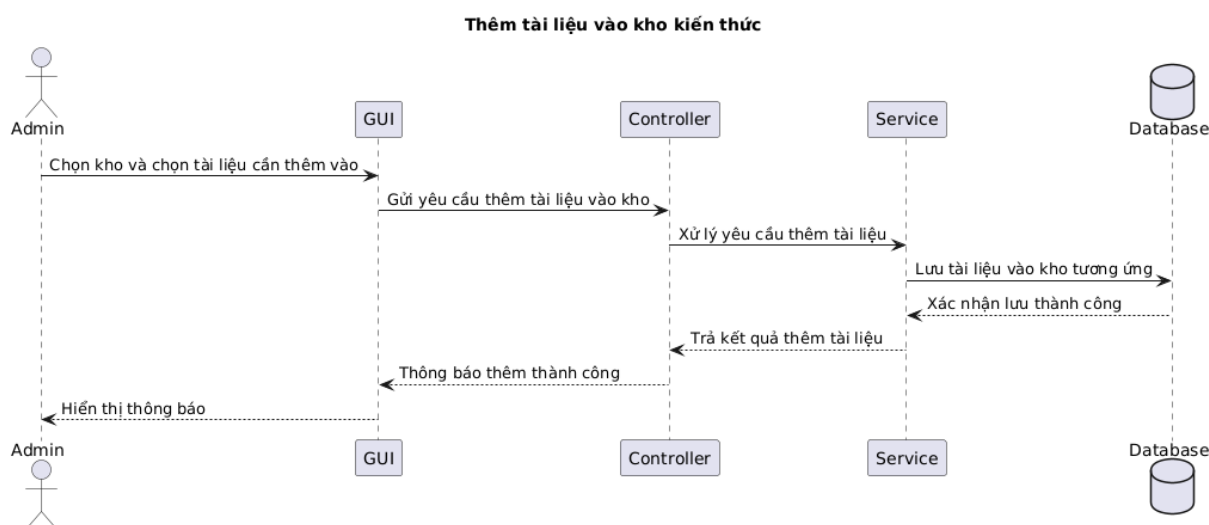 Thêm tài liệu vào kho kiến thức
Admin
GUI
Controller
Service
Database
Chọn kho và chọn tài liệu cần thêm vào
Gửi yêu cầu thêm tài liệu vào kho
Xử lý yêu cầu thêm tài liệu
Lưu tài liệu vào kho tương ứng
Xác nhận lưu thành công
Trả kết quả thêm tài liệu
Thông báo thêm thành công
Hiển thị thông báo
Admin
GUI
Controller
Service
Database